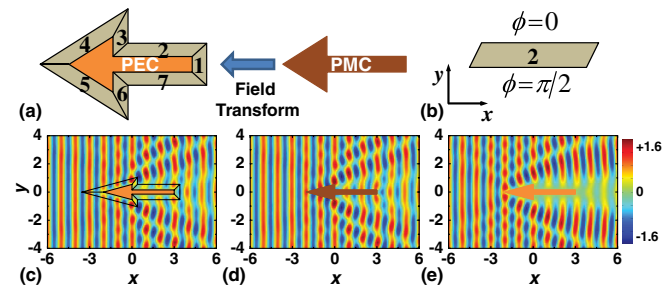 4 3 2 1
PEC
5 6 7
Field
Transform
PMC
(a)
ϕ=0
2
ϕ=π/2
y
x
(b)
4
2
0
-2
-4
y
-6 -3 0 3 6
x
(c)
-6 -3 0 3 6
x
(d)
-6 -3 0 3 6
x
(e)
+1.6
0
-1.6